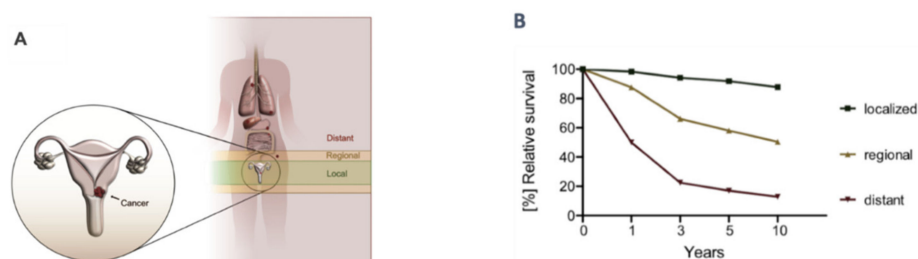 A
Distant
Regional
Local
Cancer
B
[%] Relative survival
100
80
60
40
20
0
0 1 3 5 10
Years
localized
regional
distant